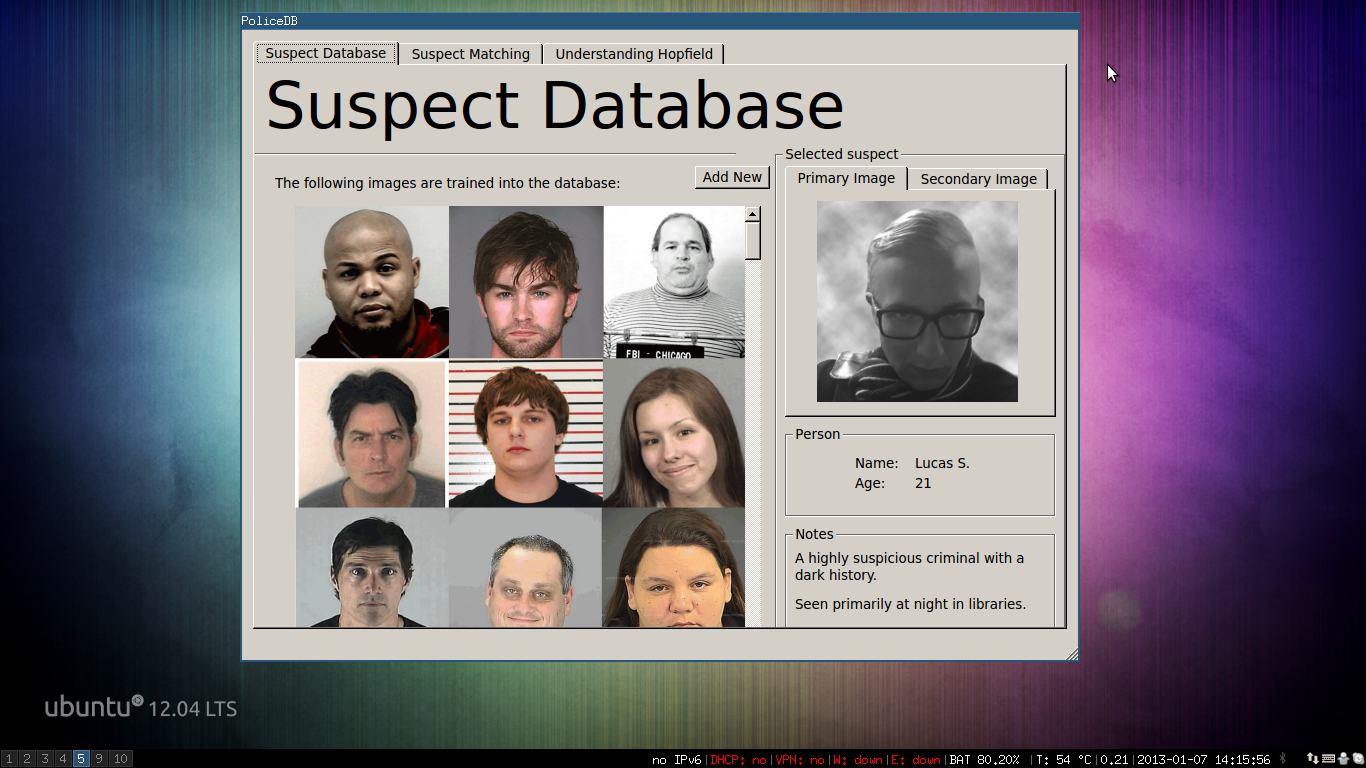 PoliceDB
Suspect Database
Suspect Matching
Understanding Hopfield
Suspect Database
The following images are trained into the database:
Add New
FBI - CHICAGO
Selected suspect
Primary Image
Secondary Image
Person
Name: Lucas S.
Age: 21
Notes
A highly suspicious criminal with a
dark history.
Seen primarily at night in libraries.
ubuntu 12.04 LTS
1 2 3 4 5 9 10
no IPv6|DHCP: no|VPN: no|W: down|E: down|BAT 80.20% |T: 54 °C|0.21|2013-01-07 14:15:56